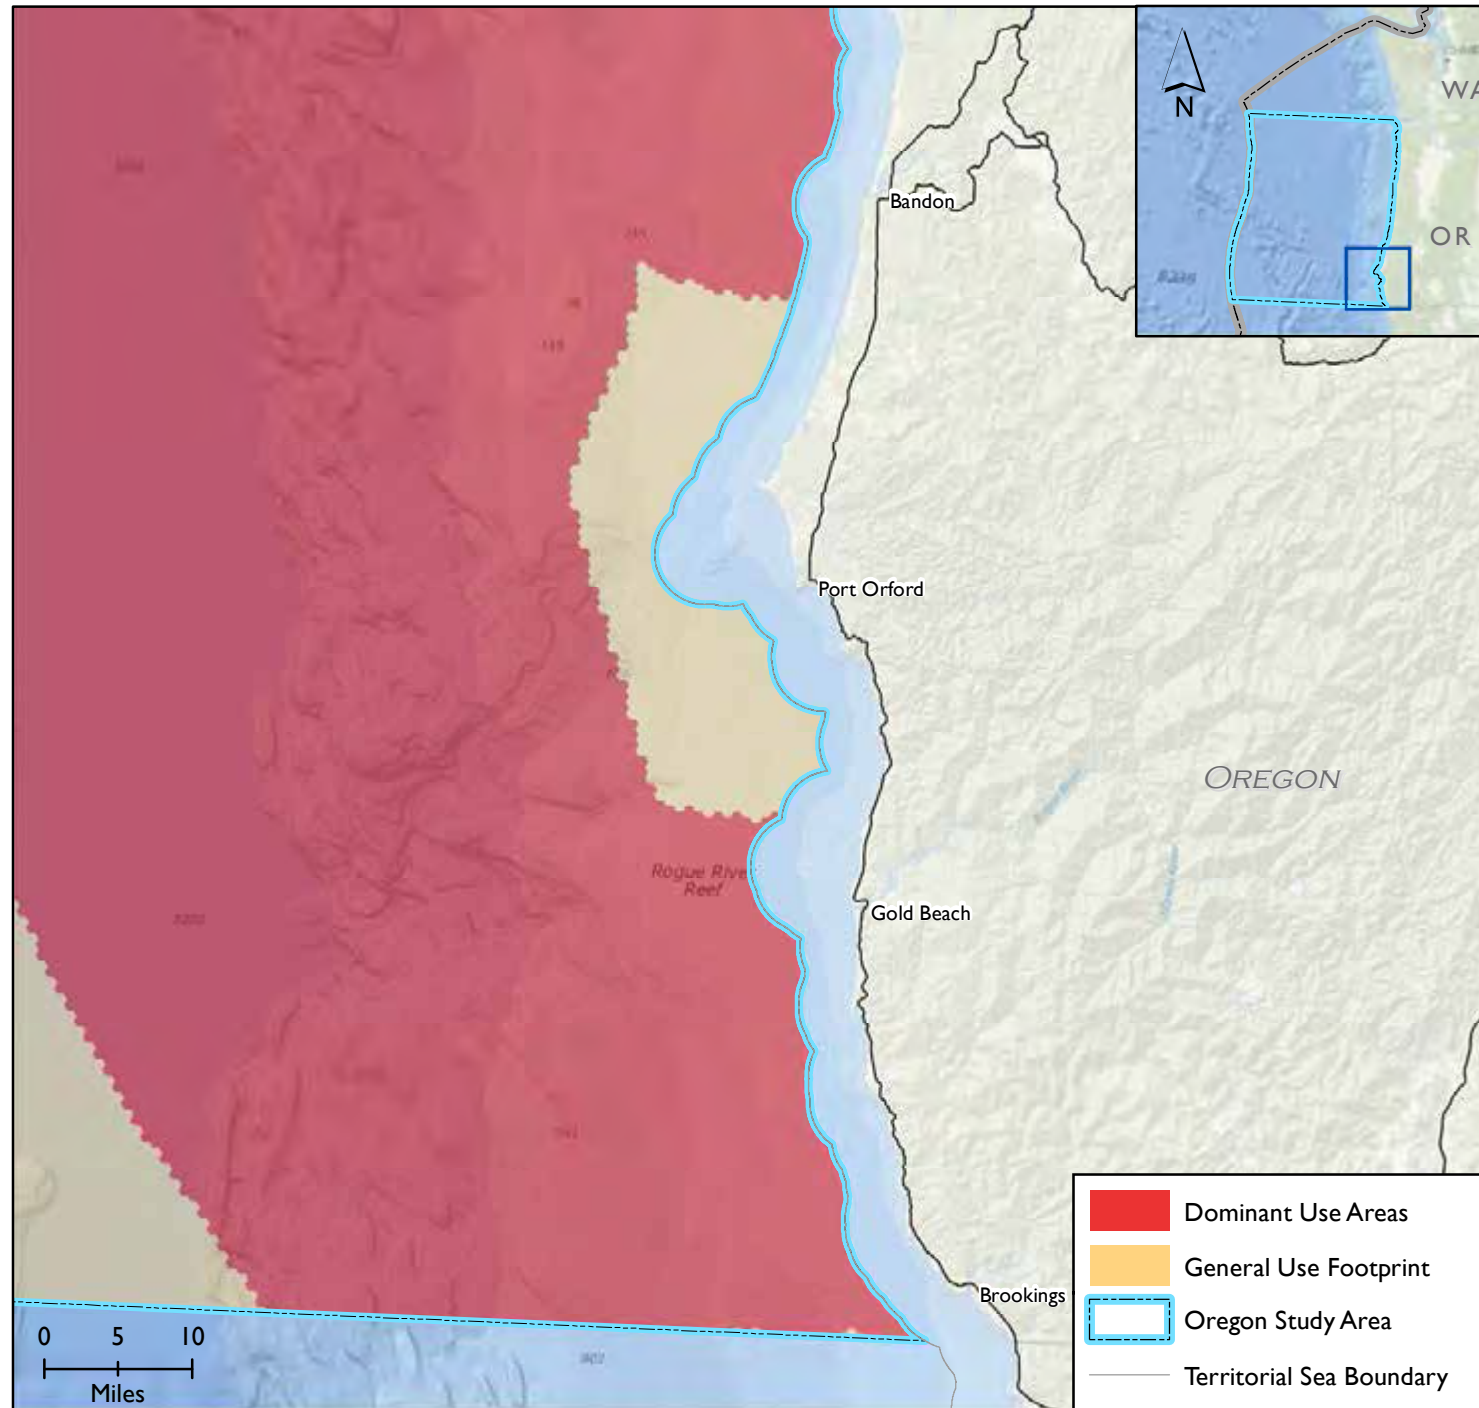 N
WA
OR
Bandon
Port Orford
OREGON
Rogue Rive
Reef
Gold Beach
Brookings
0 5 10
Miles
Dominant Use Areas
General Use Footprint
Oregon Study Area
Territorial Sea Boundary